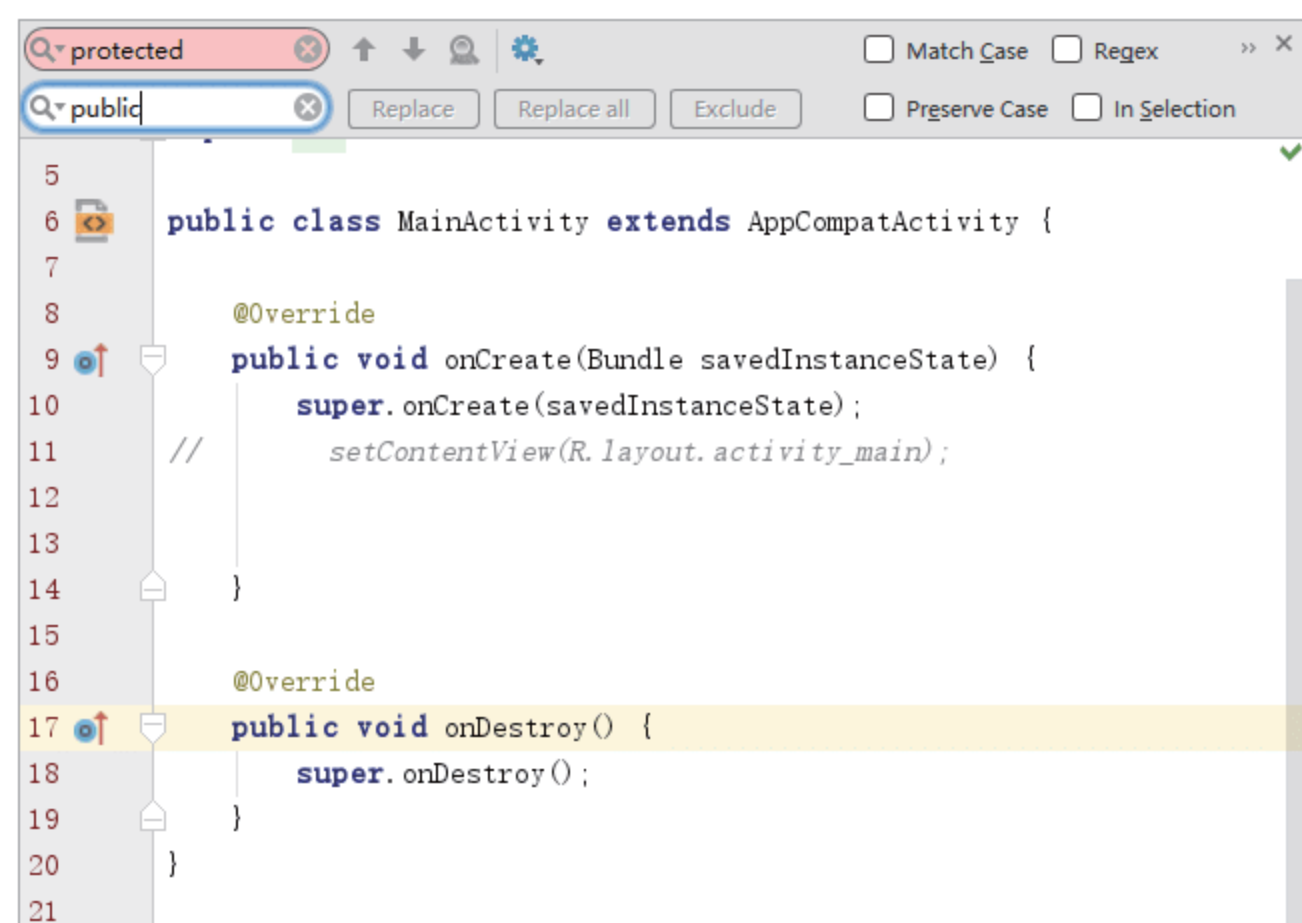 protected Match Case Regex
public Replace Replace all Exclude Preserve Case In Selection
5
6 public class MainActivity extends AppCompatActivity {
7
8 @Override
9 public void onCreate(Bundle savedInstanceState) {
10 super.onCreate(savedInstanceState);
11 // setContentView(R.layout.activity_main);
12
13
14 }
15
16 @Override
17 public void onDestroy() {
18 super.onDestroy();
19 }
20 }
21